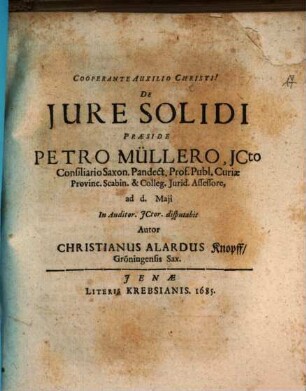 COOPERANTE AUXILIO CHRISTI!
De
JURE SOLIDI
PRÆSIDE
PETRO MÜLLERO, JCto
Consiliario Saxon. Pandect. Prof. Publ. Curiæ
Provinc. Scabin. & Colleg. Jurid. Assessore,
ad d. Maji
In Auditor. JCtor. disputabit
Autor
CHRISTIANUS ALARDUS Knopff/
Gröningensis Sax.
JENÆ
LITERIS KREBSIANIS. 1685.